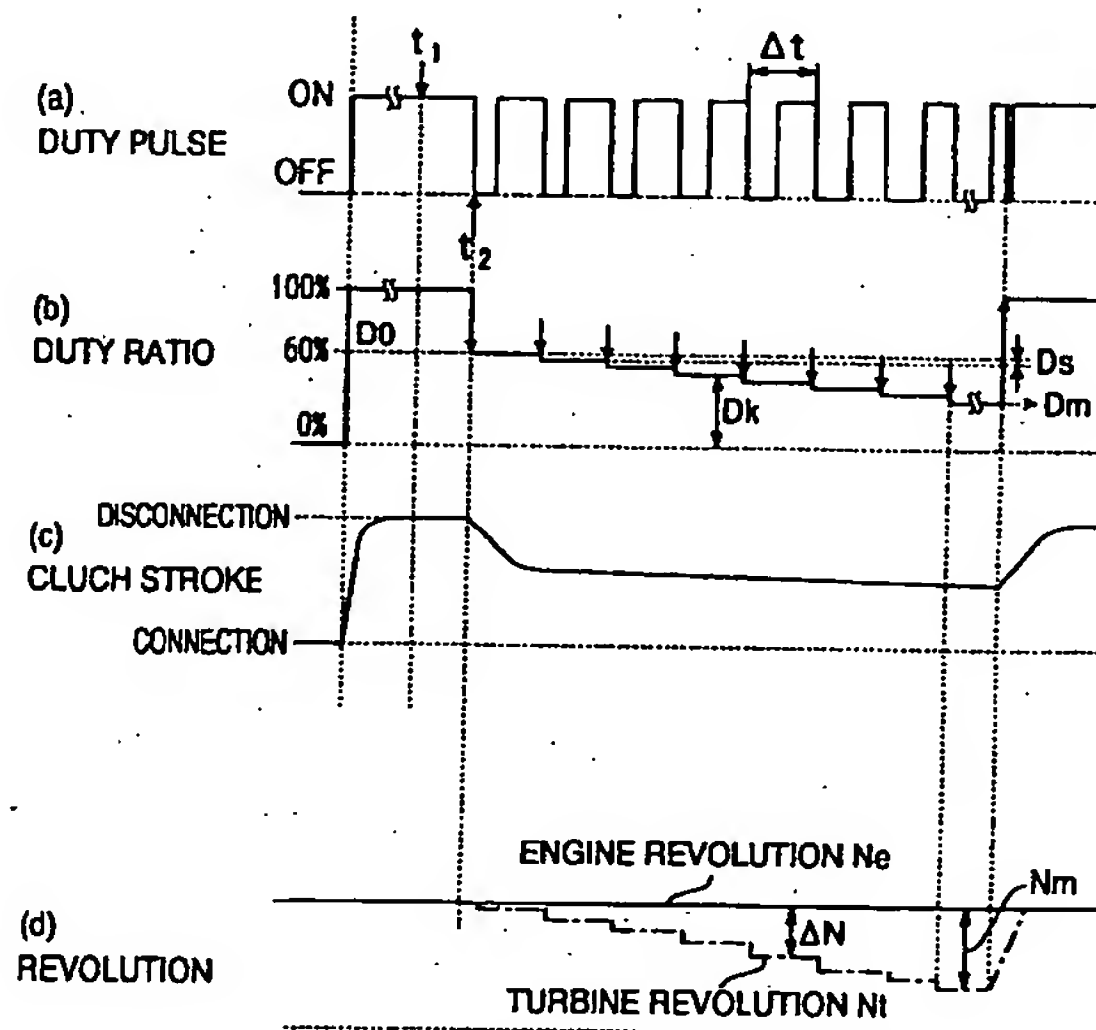 t1
Δt
(a)
ON
DUTY PULSE
OFF
t2
100%
(b)
D0
DUTY RATIO
60%
Ds
Dk
Dm
0%
DISCONNECTION
(c)
CLUCH STROKE
CONNECTION
ENGINE REVOLUTION Ne
Nm
(d)
ΔN
REVOLUTION
TURBINE REVOLUTION Nt